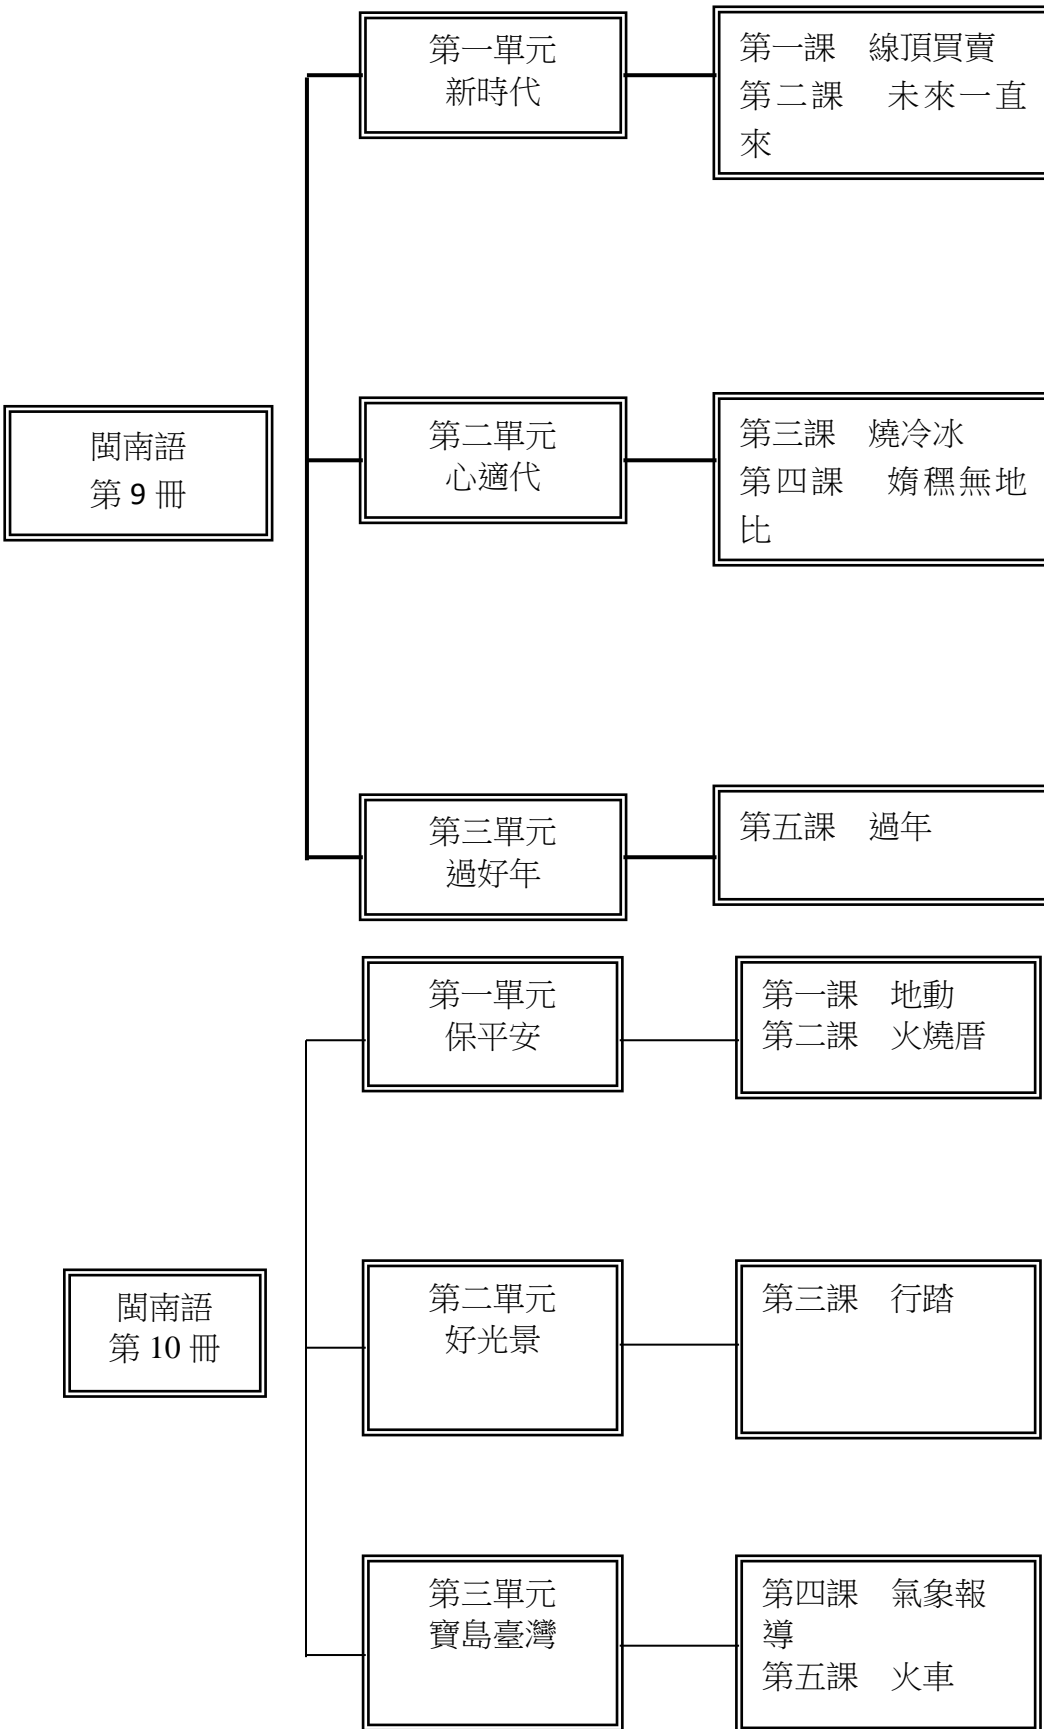 第一單元
新時代
第一課　線頂買賣
第二課　未來一直
來
閩南語
第 9 冊
第二單元
心適代
第三課　燒冷冰
第四課　媠穤無地
比
第三單元
過好年
第五課　過年
第一單元
保平安
第一課　地動
第二課　火燒厝
閩南語
第 10 冊
第二單元
好光景
第三課　行踏
第三單元
寶島臺灣
第四課　氣象報
導
第五課　火車